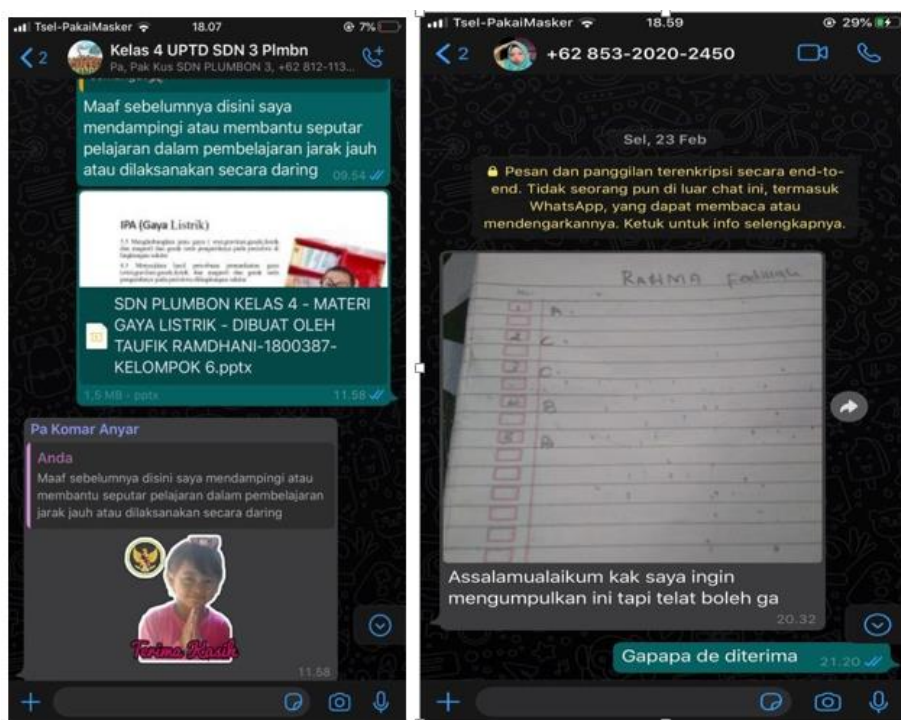 Tsel-PakaiMasker 18.07 7%
2 Kelas 4 UPTD SDN 3 Plmbn
Pa, Pak Kus SDN PLUMBON 3, +62 812-113...
Maaf sebelumnya disini saya
mendampingi atau membantu seputar
pelajaran dalam pembelajaran jarak jauh
atau dilaksanakan secara daring 09.54
IPA (Gaya Listrik)
SDN PLUMBON KELAS 4 - MATERI
GAYA LISTRIK - DIBUAT OLEH
TAUFIK RAMDHANI-1800387-
KELOMPOK 6.pptx
1,5 MB - pptx 11.58
Pa Komar Anyar
Anda
Maaf sebelumnya disini saya mendampingi atau
membantu seputar pelajaran dalam pembelajaran
jarak jauh atau dilaksanakan secara daring
Terima Kasih
11.58
Tsel-PakaiMasker 18.59 29%
2 +62 853-2020-2450
Sel, 23 Feb
Pesan dan panggilan terenkripsi secara end-to-
end. Tidak seorang pun di luar chat ini, termasuk
WhatsApp, yang dapat membaca atau
mendengarkannya. Ketuk untuk info selengkapnya.
RAHMA
A.
2 C.
C.
B
B
Assalamualaikum kak saya ingin
mengumpulkan ini tapi telat boleh ga
20.32
Gapapa de diterima 21.20